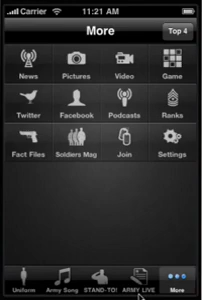 Carrier 11:21 AM
More Top 4
News Pictures Video Game
Twitter Facebook Podcasts Ranks
Fact Files Soldiers Mag Join Settings
Uniform Army Song STAND-TO! ARMY LIVE More